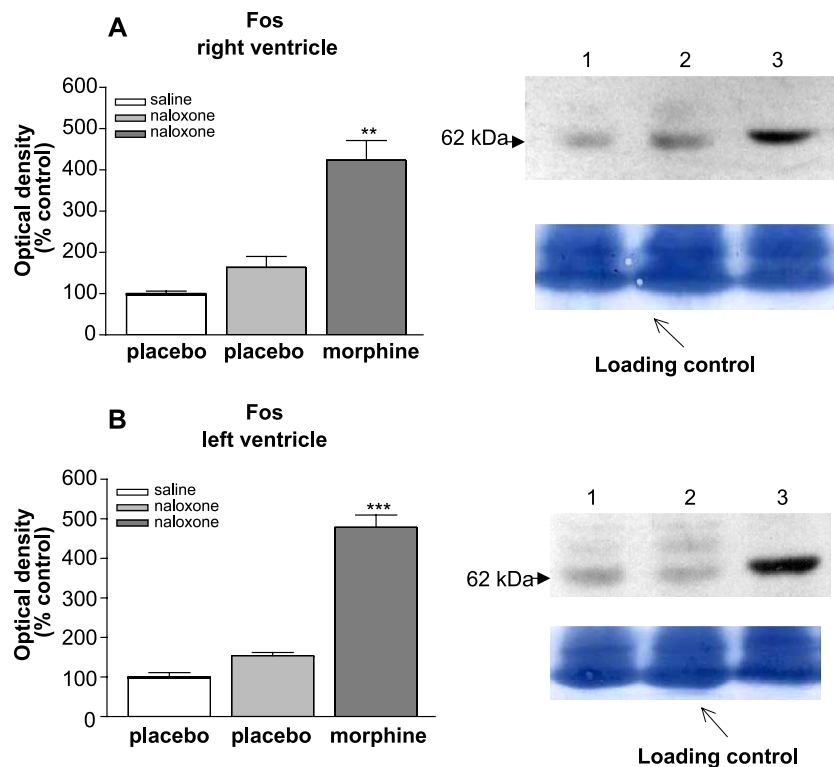 A
Fos
right ventricle
600
500
400
300
200
100
0
Optical density
(% control)
saline
naloxone
naloxone
**
placebo placebo morphine
1 2 3
62 kDa
Loading control
B
Fos
left ventricle
600
500
400
300
200
100
0
Optical density
(% control)
saline
naloxone
naloxone
***
placebo placebo morphine
1 2 3
62 kDa
Loading control